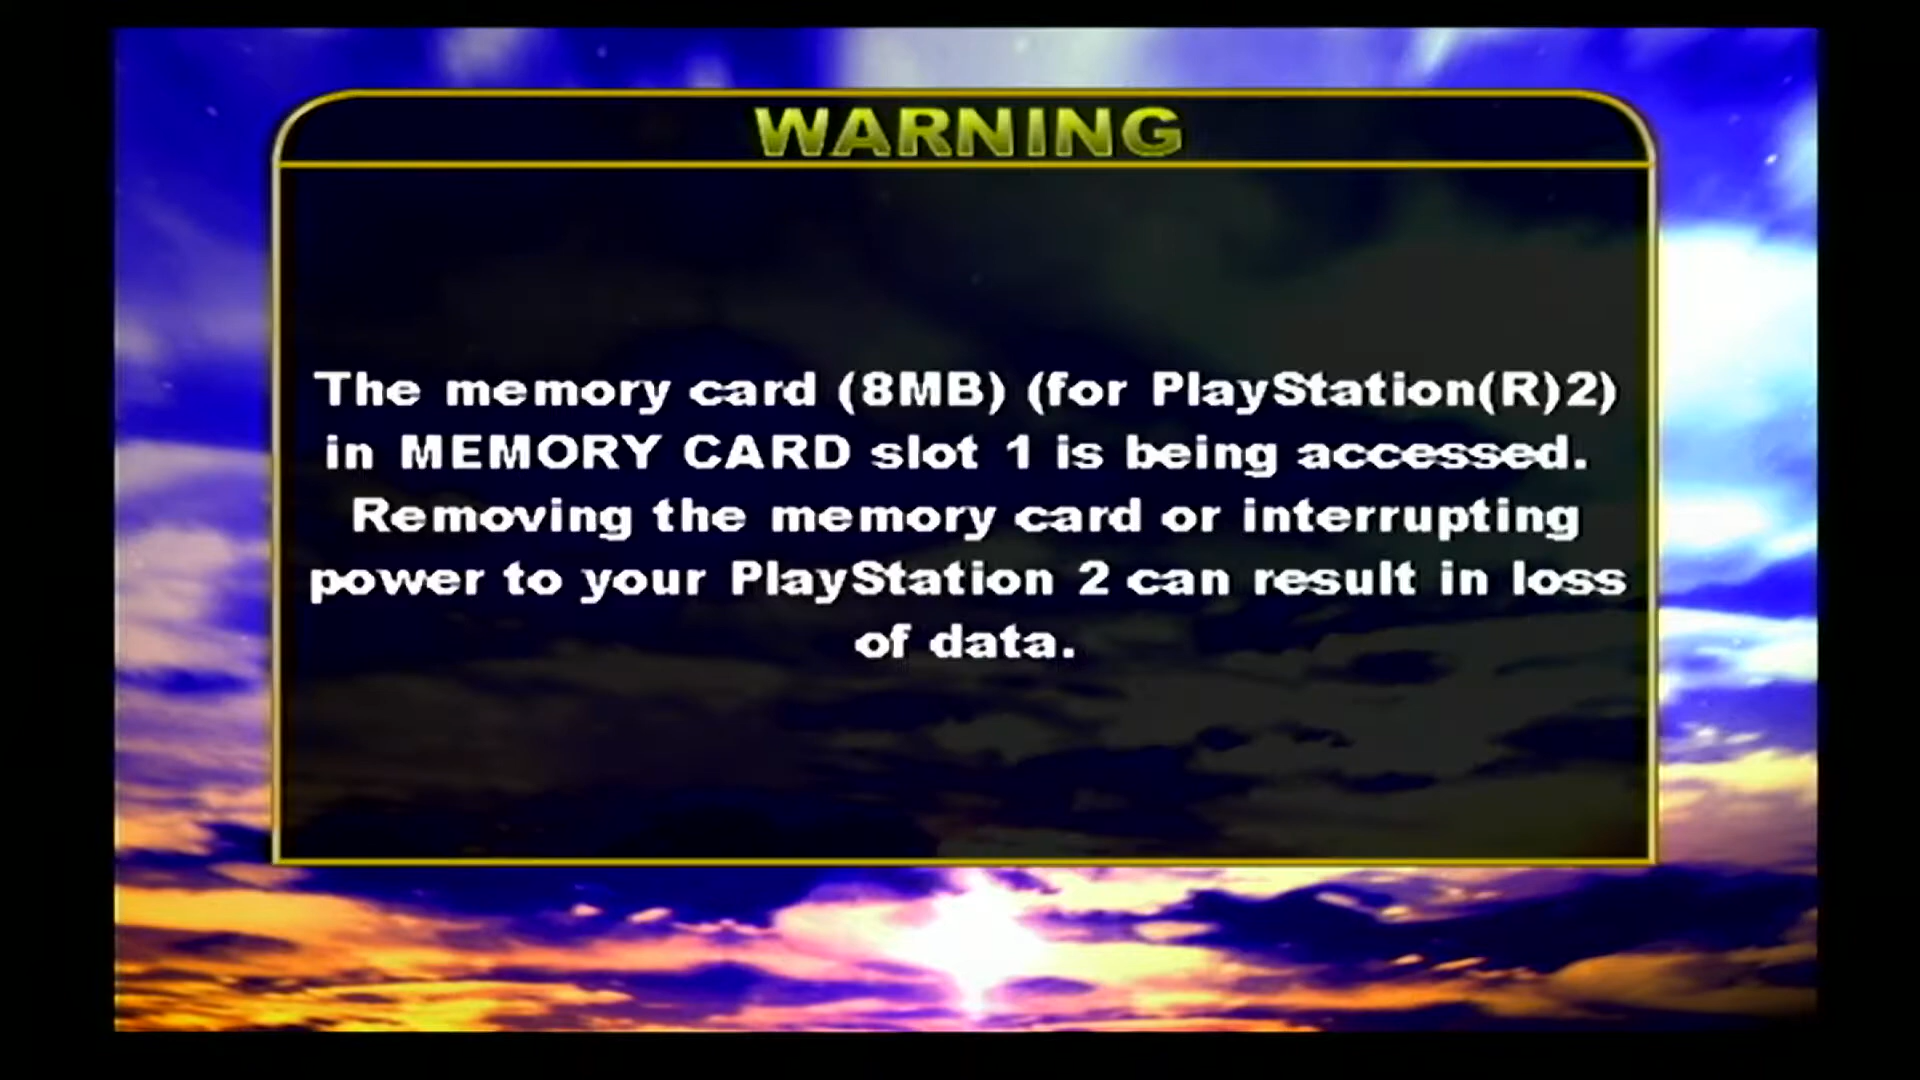 WARNING
The memory card (8MB) (for PlayStation(R)2)
in MEMORY CARD slot 1 is being accessed.
Removing the memory card or interrupting
power to your PlayStation 2 can result in loss
of data.